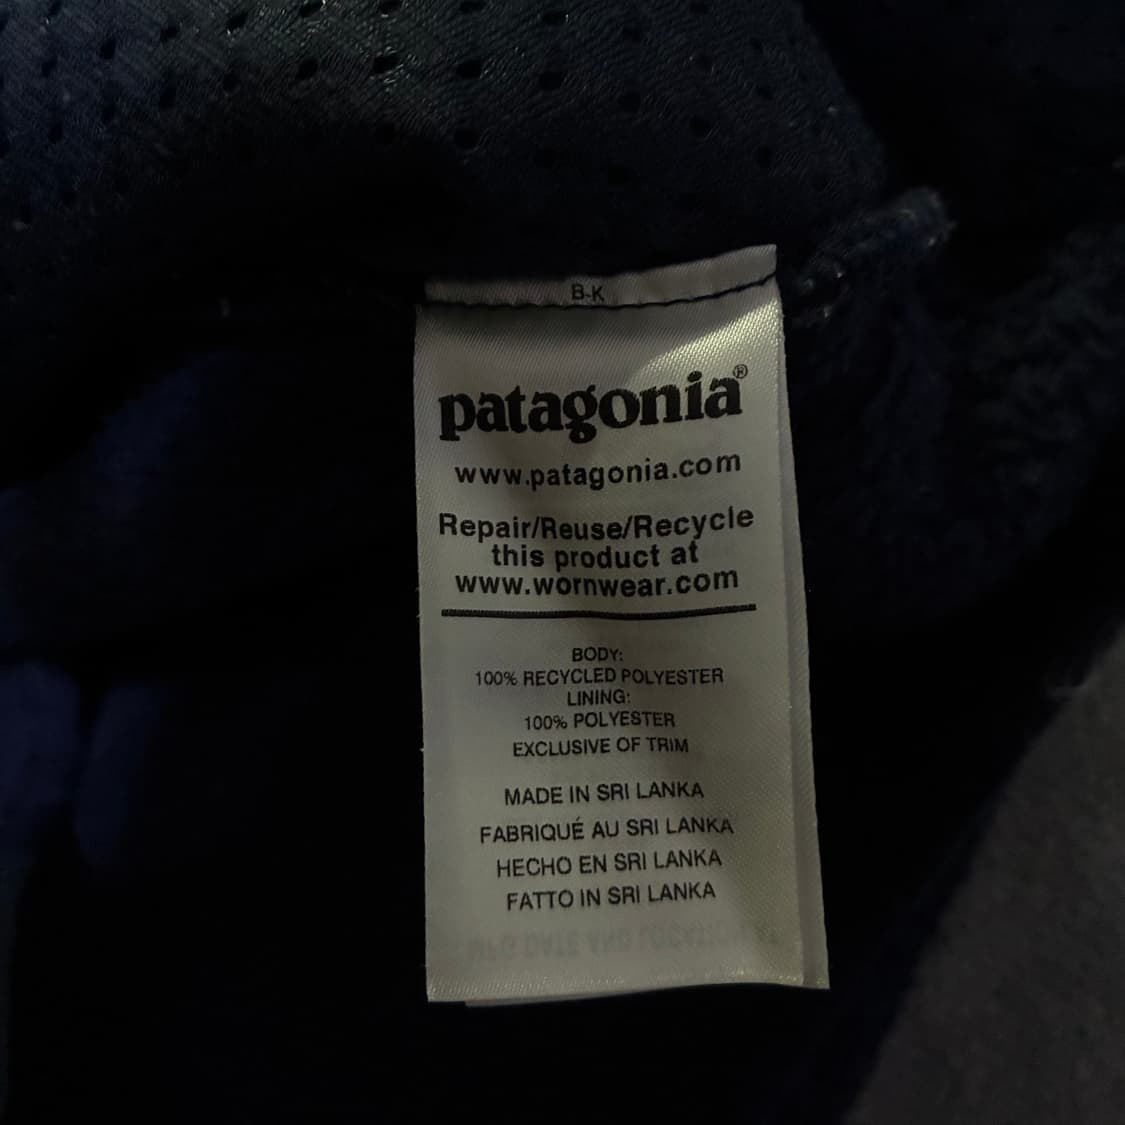 B-K
patagonia®
www.patagonia.com
Repair/Reuse/Recycle
this product at
www.wornwear.com
BODY:
100% RECYCLED POLYESTER
LINING:
100% POLYESTER
EXCLUSIVE OF TRIM
MADE IN SRI LANKA
FABRIQUÉ AU SRI LANKA
HECHO EN SRI LANKA
FATTO IN SRI LANKA